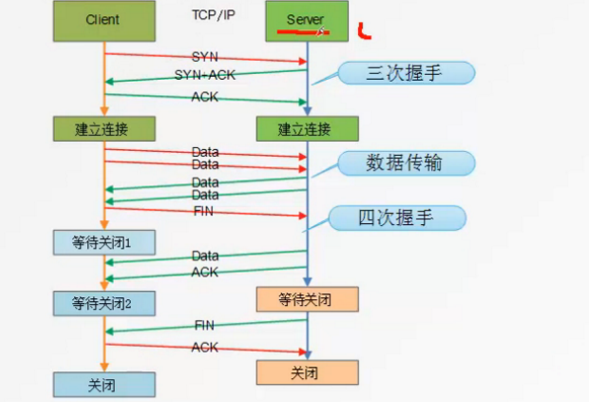 Client
TCP/IP
Server
SYN
SYN+ACK
三次握手
ACK
建立连接
建立连接
Data
Data
数据传输
Data
Data
FIN
四次握手
等待关闭1
Data
ACK
等待关闭2
等待关闭
FIN
ACK
关闭
关闭